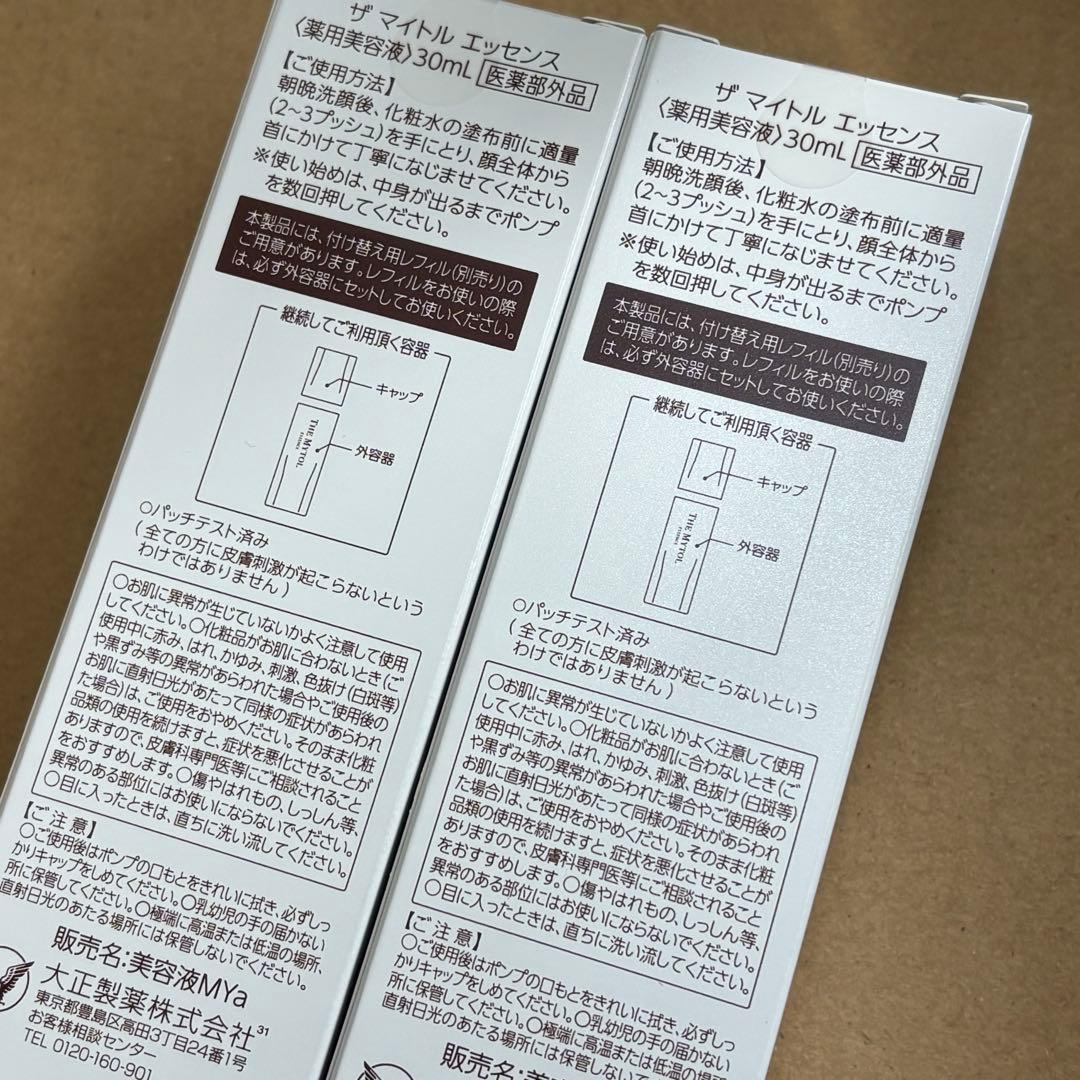 ザ マイトル エッセンス
〈薬用美容液〉30mL 医薬部外品
【ご使用方法】
朝晩洗顔後、化粧水の塗布前に適量
(2~3プッシュ)を手にとり、顔全体から
首にかけて丁寧になじませてください。
※使い始めは、中身が出るまでポンプ
を数回押してください。
本製品には、付け替え用レフィル(別売り)の
ご用意があります。レフィルをお使いの際
は、必ず外容器にセットしてお使いください。
継続してご利用頂く容器
キャップ
THE MYTOL
ESSENCE
外容器
○パッチテスト済み
(全ての方に皮膚刺激が起こらないという
わけではありません)
○お肌に異常が生じていないかよく注意して使用
してください。○化粧品がお肌に合わないとき(ご
使用中に赤み、はれ、かゆみ、刺激、色抜け(白斑等)
や黒ずみ等の異常があらわれた場合やご使用後の
お肌に直射日光があたって同様の症状があらわれ
た場合)は、ご使用をおやめください。そのまま化粧
品類の使用を続けますと、症状を悪化させることが
ありますので、皮膚科専門医等にご相談されること
をおすすめします。○傷やはれもの、しっしん等、
異常のある部位にはお使いにならないでください。
○目に入ったときは、直ちに洗い流してください。
【ご注意】
○ご使用後はポンプの口もとをきれいに拭き、必ずしっ
かりキャップをしめてください。○乳幼児の手の届かない
所に保管してください。○極端に高温または低温の場所、
直射日光のあたる場所には保管しないでください。
販売名:美容液MYa
大正製薬株式会社 31
東京都豊島区高田3丁目24番1号
お客様相談センター
TEL 0120-160-901
ザ マイトル エッセンス
〈薬用美容液〉30mL 医薬部外品
【ご使用方法】
朝晩洗顔後、化粧水の塗布前に適量
(2~3プッシュ)を手にとり、顔全体から
首にかけて丁寧になじませてください。
※使い始めは、中身が出るまでポンプ
を数回押してください。
本製品には、付け替え用レフィル(別売り)の
ご用意があります。レフィルをお使いの際
は、必ず外容器にセットしてお使いください。
継続してご利用頂く容器
キャップ
THE MYTOL
ESSENCE
外容器
○パッチテスト済み
(全ての方に皮膚刺激が起こらないという
わけではありません)
○お肌に異常が生じていないかよく注意して使用
してください。○化粧品がお肌に合わないとき(ご
使用中に赤み、はれ、かゆみ、刺激、色抜け(白斑等)
や黒ずみ等の異常があらわれた場合やご使用後の
お肌に直射日光があたって同様の症状があらわれ
た場合)は、ご使用をおやめください。そのまま化粧
品類の使用を続けますと、症状を悪化させることが
ありますので、皮膚科専門医等にご相談されること
をおすすめします。○傷やはれもの、しっしん等、
異常のある部位にはお使いにならないでください。
○目に入ったときは、直ちに洗い流してください。
【ご注意】
○ご使用後はポンプの口もとをきれいに拭き、必ずしっ
かりキャップをしめてください。○乳幼児の手の届かない
所に保管してください。○極端に高温または低温の
直射日光のあたる場所には保管しない
販売名:美容